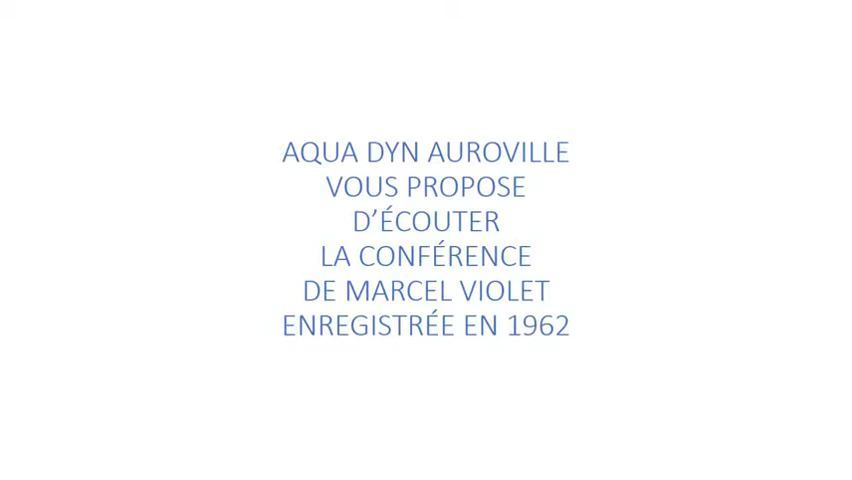 AQUA DYN AUROVILLE
VOUS PROPOSE
D’ÉCOUTER
LA CONFÉRENCE
DE MARCEL VIOLET
ENREGISTRÉE EN 1962